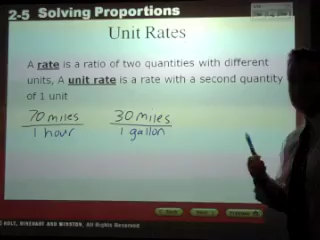 2-5 Solving Proportions
Unit Rates
A rate is a ratio of two quantities with different
units, A unit rate is a rate with a second quantity
of 1 unit
70 miles 30 miles
1 hour 1 gallon
HOLT, RINEHART AND WINSTON, All Rights Reserved